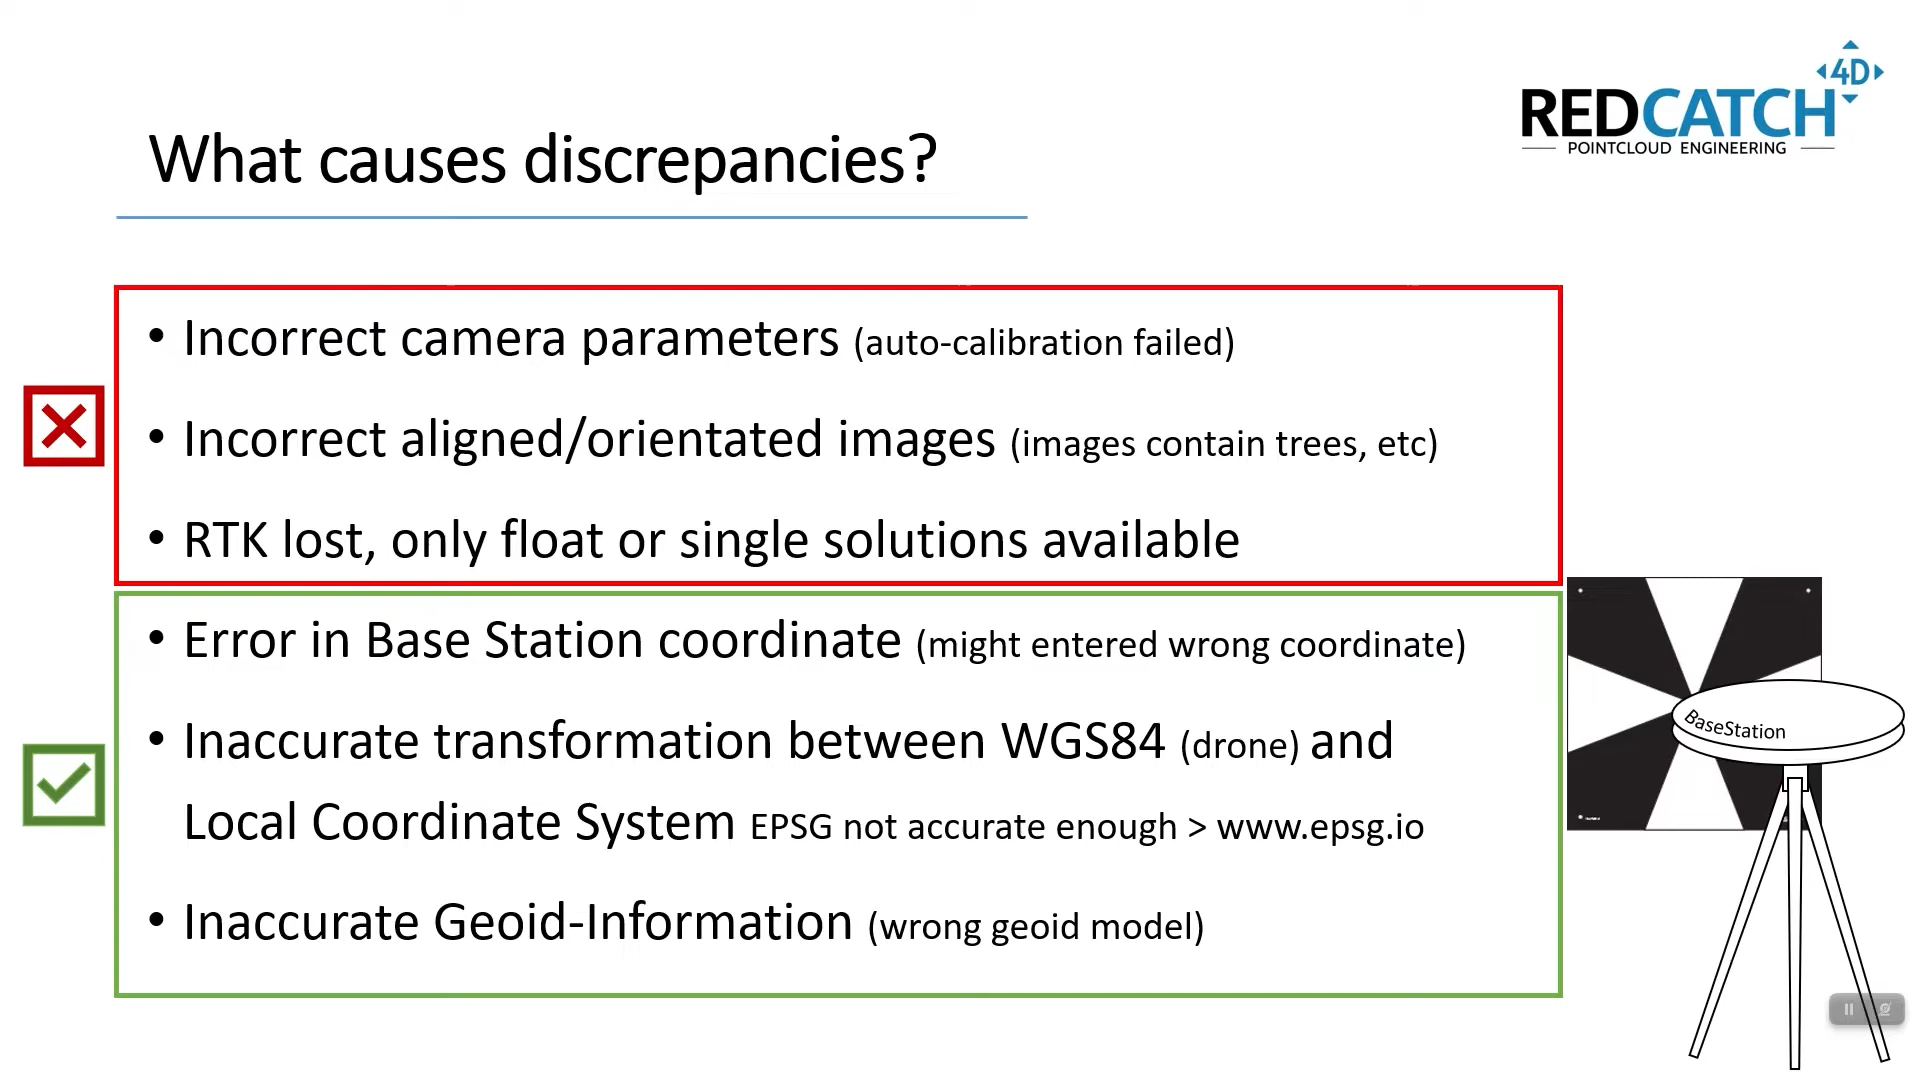 4D
REDCATCH
POINTCLOUD ENGINEERING
What causes discrepancies?
• Incorrect camera parameters (auto-calibration failed)
• Incorrect aligned/orientated images (images contain trees, etc)
• RTK lost, only float or single solutions available
• Error in Base Station coordinate (might entered wrong coordinate)
• Inaccurate transformation between WGS84 (drone) and
Local Coordinate System EPSG not accurate enough > www.epsg.io
• Inaccurate Geoid-Information (wrong geoid model)
BaseStation